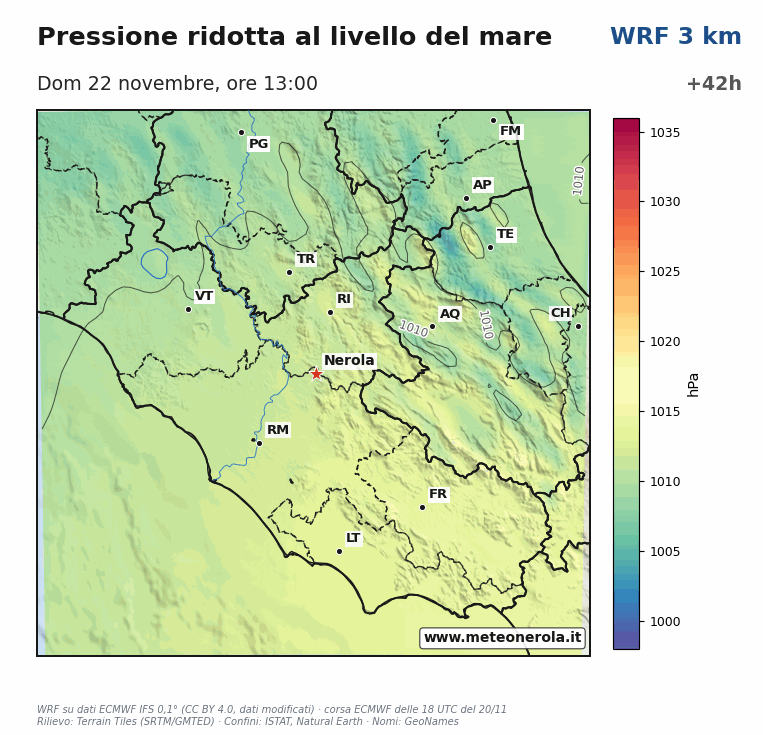 Pressione ridotta al livello del mare
WRF 3 km
Dom 22 novembre, ore 13:00
+42h
FM
PG
1010
AP
TE
TR
VT
RI
AQ
CH
1010
1010
Nerola
RM
FR
LT
www.meteonerola.it
1035
1030
1025
1020
1015
1010
1005
1000
hPa
WRF su dati ECMWF IFS 0,1° (CC BY 4.0, dati modificati) · corsa ECMWF delle 18 UTC del 20/11
Rilievo: Terrain Tiles (SRTM/GMTED) · Confini: ISTAT, Natural Earth · Nomi: GeoNames